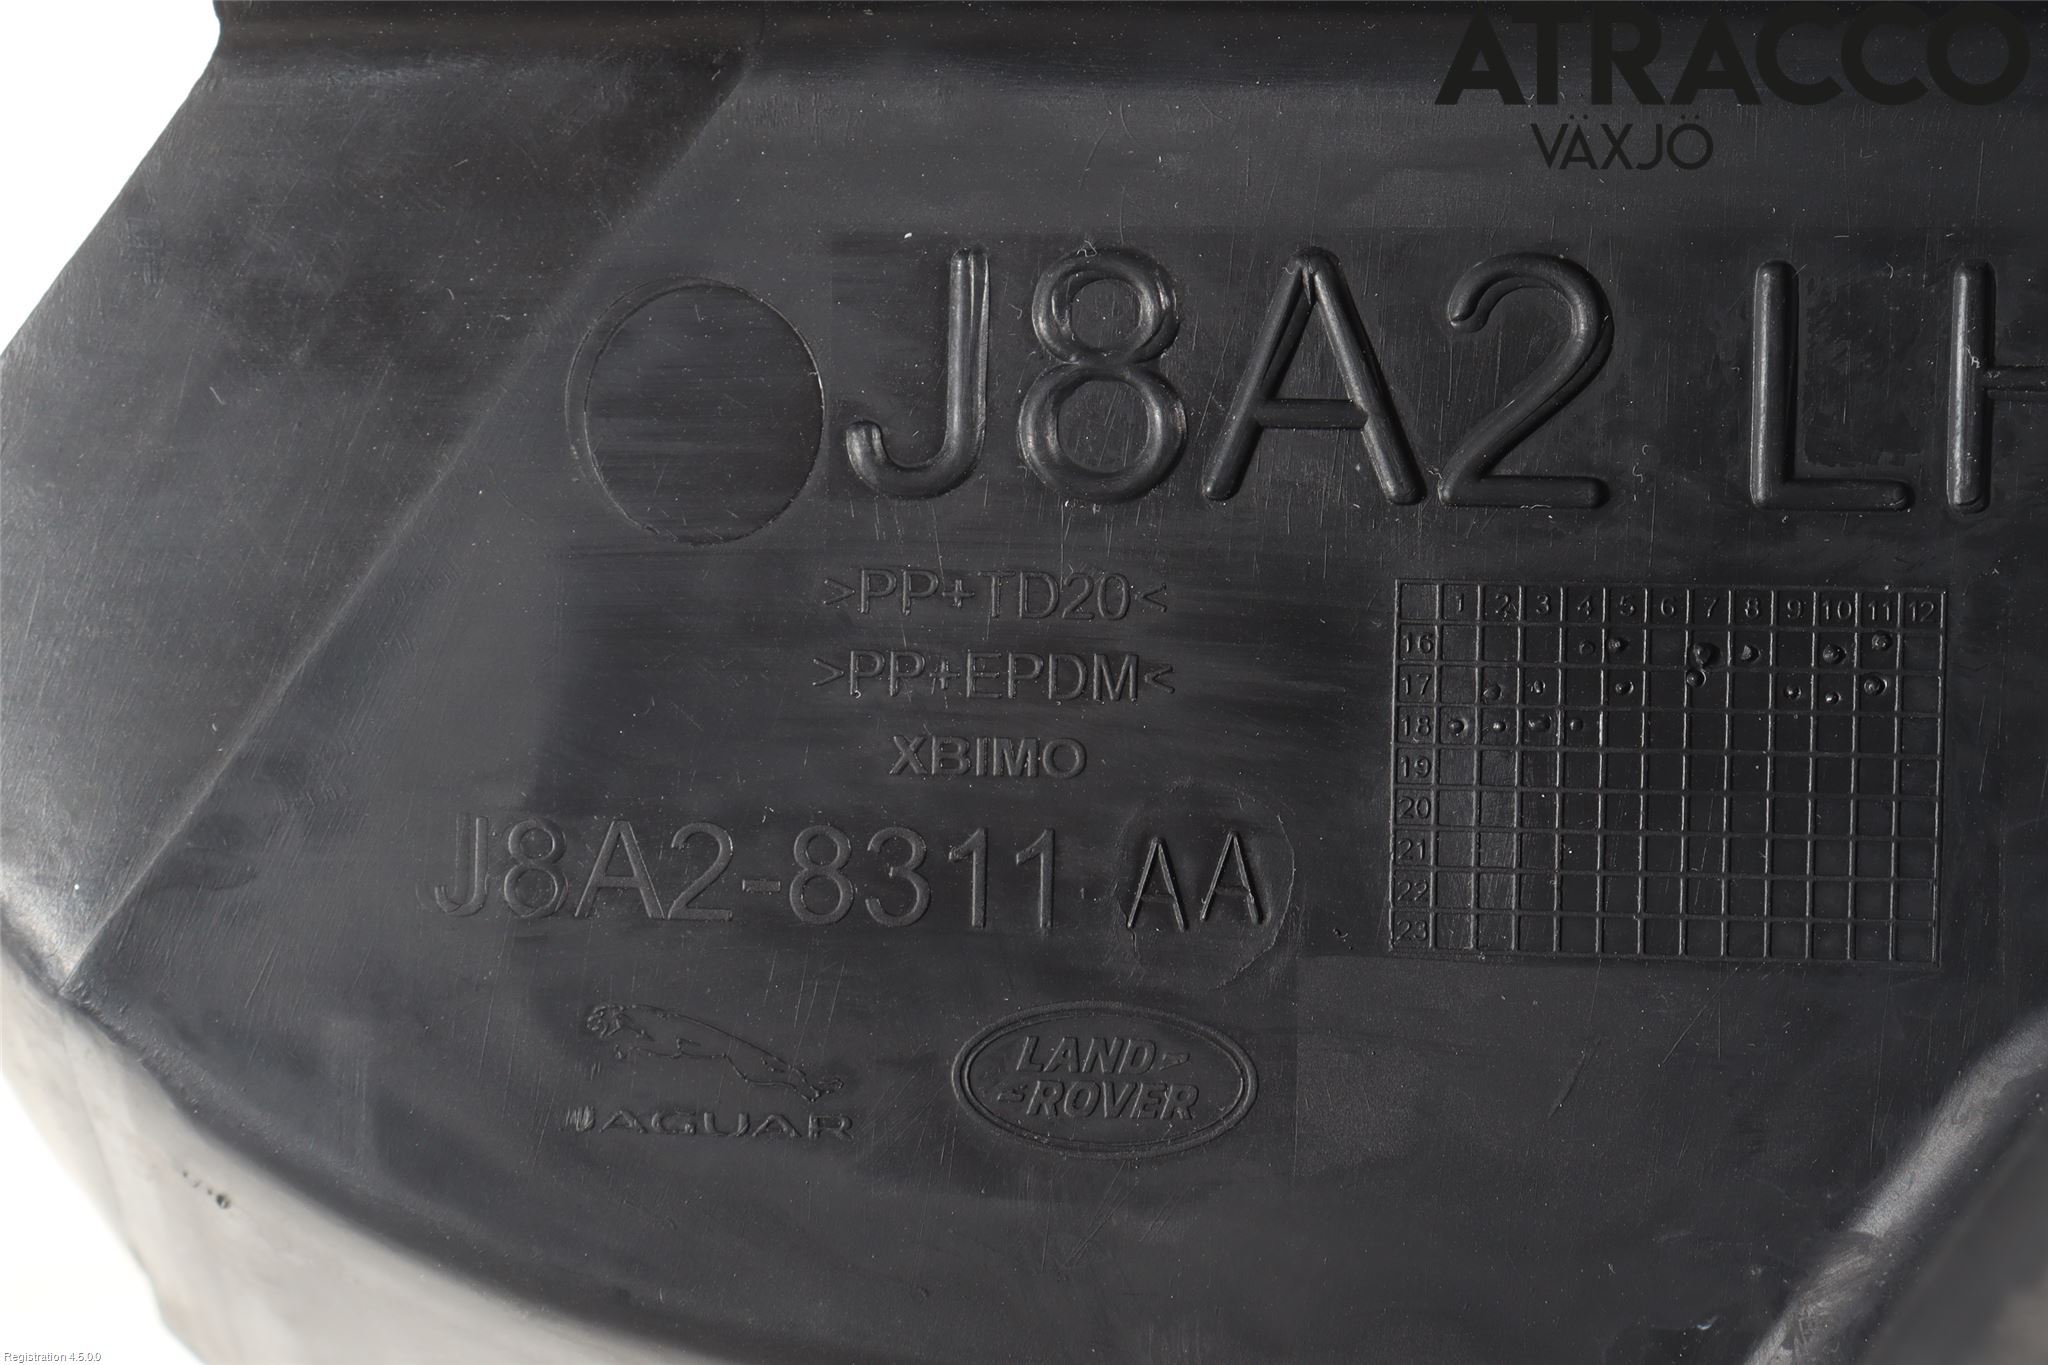 ATRACCO
VÄXJÖ
J8A2 LH
>PP+TD20<
>PP+EPDM<
XBIMO
J8A2-8311 AA
1 2 3 4 5 6 7 8 9 10 11 12
16
17
18
19
20
21
22
23
JAGUAR
LAND
ROVER
Registration 4.5.0.0